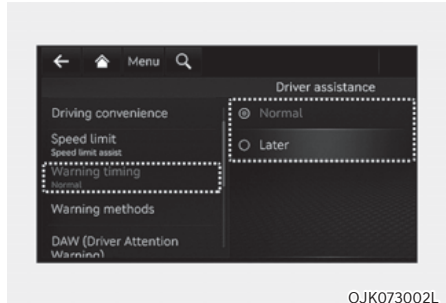 Menu
Driver assistance
Driving convenience
Speed limit
Speed limit assist
Warning timing
Normal
Warning methods
DAW (Driver Attention
Warning)
Normal
Later
OJK073002L